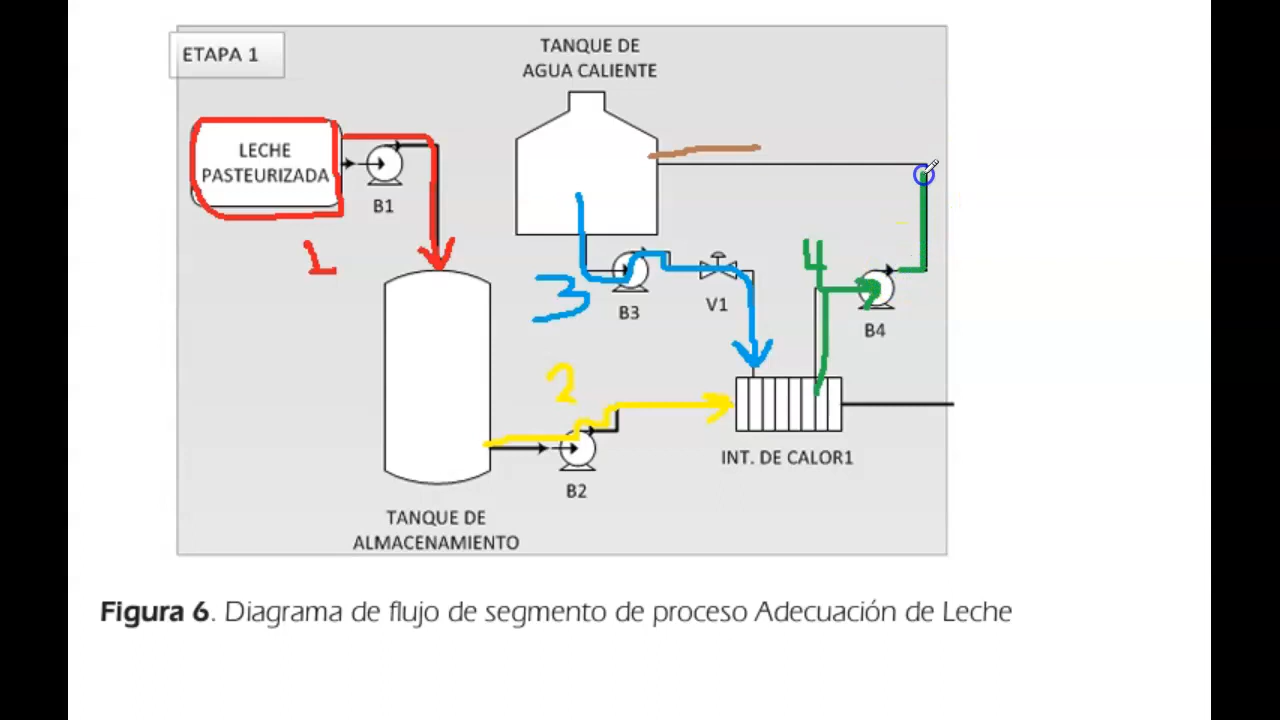 ETAPA 1
TANQUE DE
AGUA CALIENTE
LECHE
PASTEURIZADA
B1
1
3
B3
V1
4
B4
2
B2
INT. DE CALOR1
TANQUE DE
ALMACENAMIENTO
Figura 6. Diagrama de flujo de segmento de proceso Adecuación de Leche